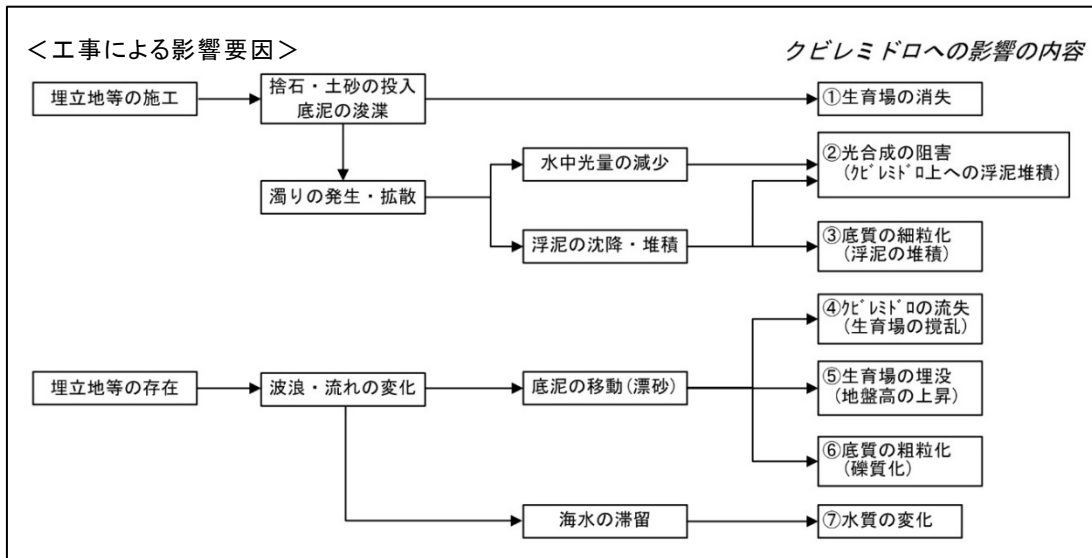 ＜工事による影響要因＞
クビレミドロへの影響の内容
埋立地等の施工
捨石・土砂の投入
底泥の浚渫
①生育場の消失
濁りの発生・拡散
水中光量の減少
②光合成の阻害
(ｸﾋﾞﾚﾐﾄﾞﾛ上への浮泥堆積)
浮泥の沈降・堆積
③底質の細粒化
(浮泥の堆積)
④ｸﾋﾞﾚﾐﾄﾞﾛの流失
(生育場の撹乱)
埋立地等の存在
波浪・流れの変化
底泥の移動(漂砂)
⑤生育場の埋没
(地盤高の上昇)
⑥底質の粗粒化
(礫質化)
海水の滞留
⑦水質の変化